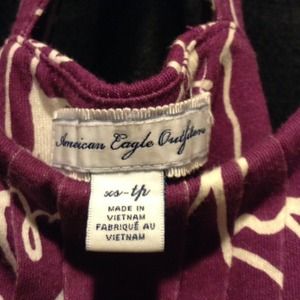 American Eagle Outfitters
xs-tp
MADE IN
VIETNAM
FABRIQUÉ AU
VIETNAM